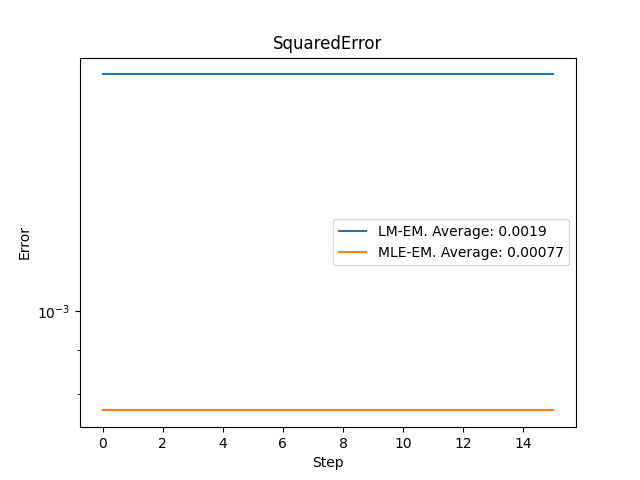 SquaredError
Error
10⁻³
LM-EM. Average: 0.0019
MLE-EM. Average: 0.00077
0 2 4 6 8 10 12 14
Step